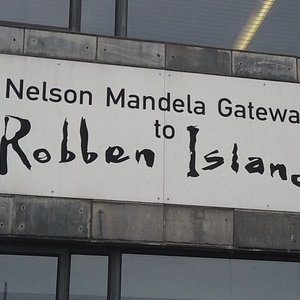 Nelson Mandela Gatewa
to
Robben Islan